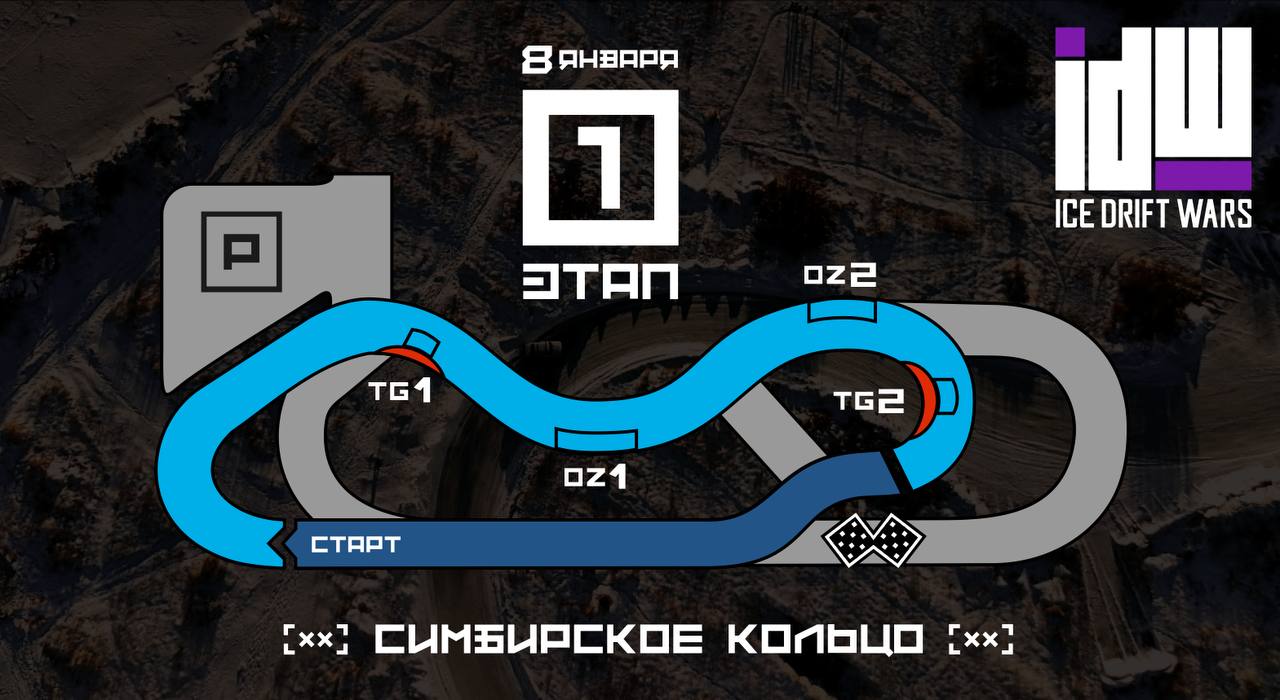 8 ЯНВАРЯ
1
ЭТАП
idw
ICE DRIFT WARS
P
OZ2
TG1
TG2
OZ1
СТАРТ
[××] СИМБИРСКОЕ КОЛЬЦО [××]